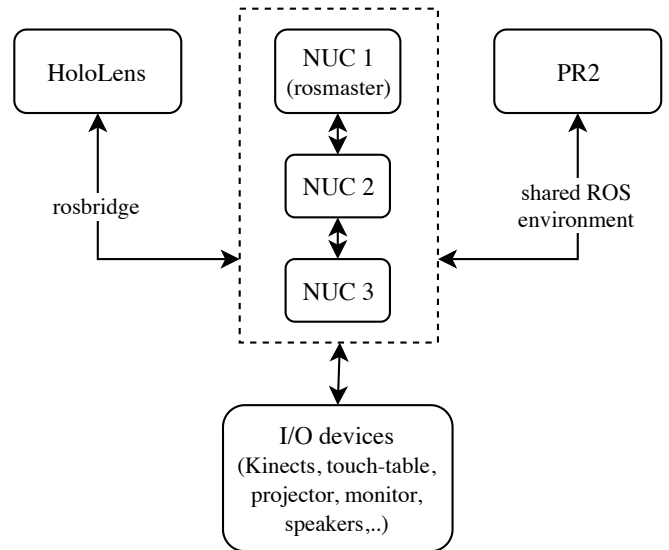 HoloLens
NUC 1
(rosmaster)
PR2
NUC 2
rosbridge
shared ROS
environment
NUC 3
I/O devices
(Kinects, touch-table,
projector, monitor,
speakers,..)